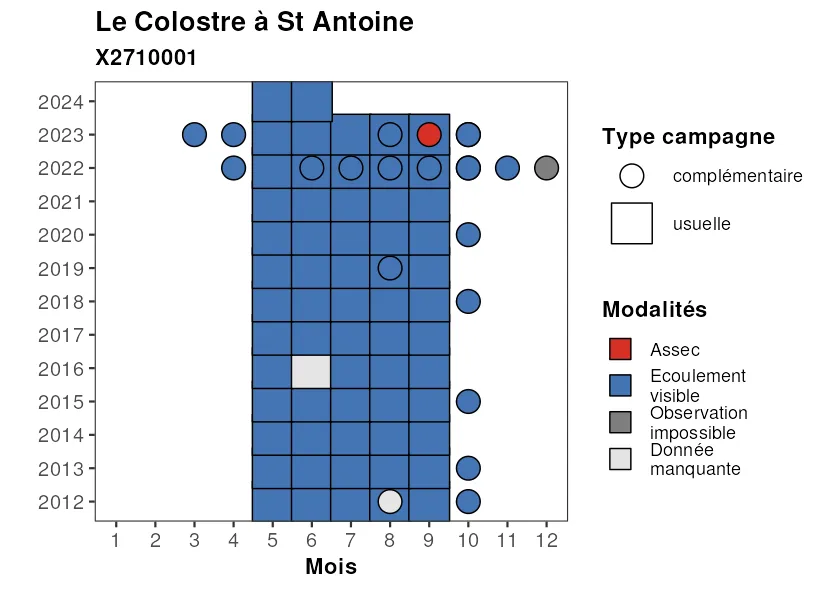 Le Colostre à St Antoine
X2710001
2024
2023
2022
2021
2020
2019
2018
2017
2016
2015
2014
2013
2012
1 2 3 4 5 6 7 8 9 10 11 12
Mois
Type campagne
complémentaire
usuelle
Modalités
Assec
Ecoulement
visible
Observation
impossible
Donnée
manquante